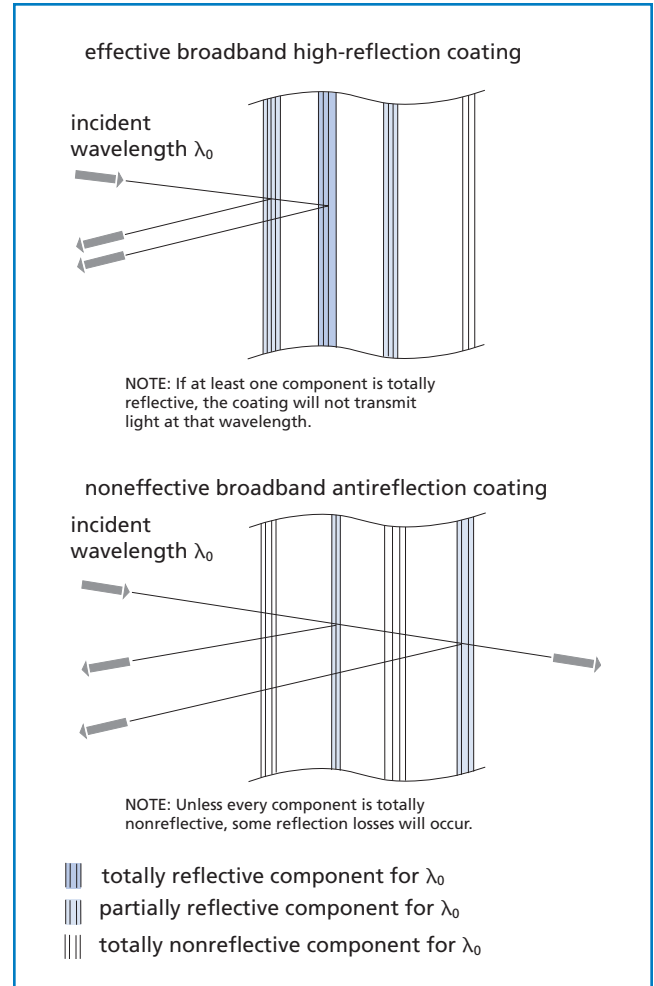 effective broadband high-reflection coating
incident
wavelength λ₀
NOTE: If at least one component is totally
reflective, the coating will not transmit
light at that wavelength.
noneffective broadband antireflection coating
incident
wavelength λ₀
NOTE: Unless every component is totally
nonreflective, some reflection losses will occur.
totally reflective component for λ₀
partially reflective component for λ₀
totally nonreflective component for λ₀